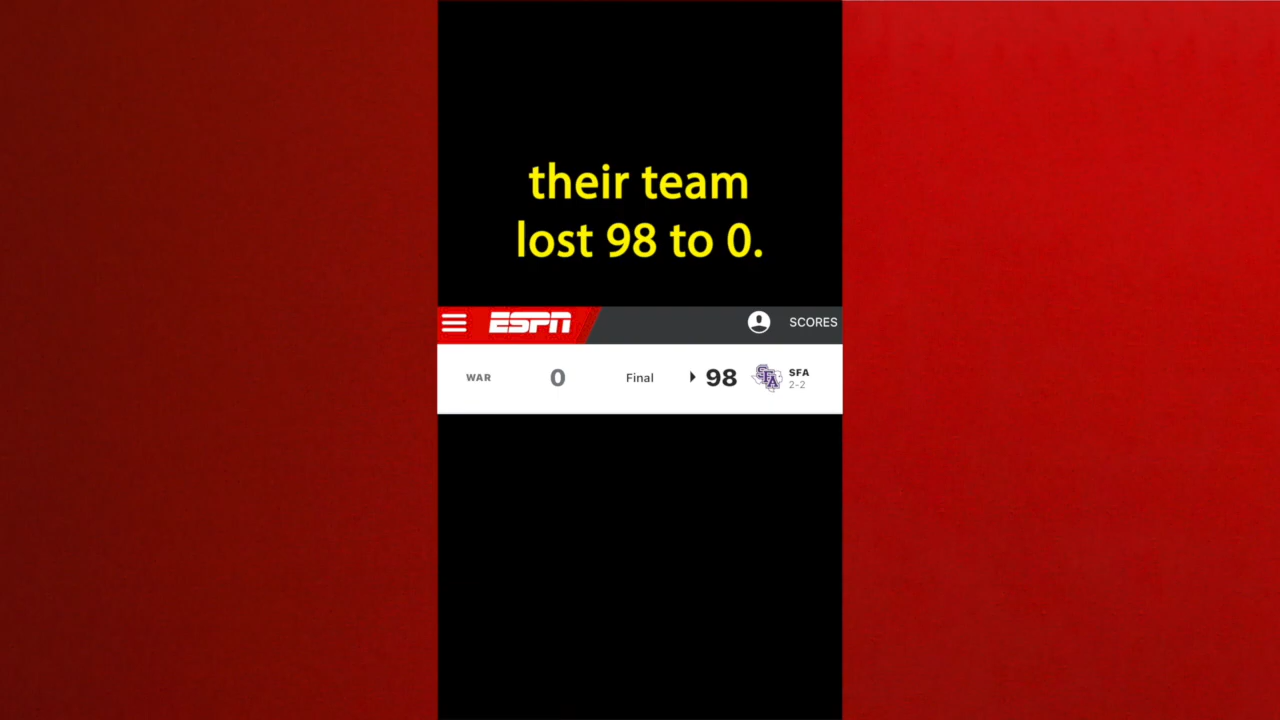 their team
lost 98 to 0.
ESPN
SCORES
WAR 0 Final 98 SFA SFA
2-2